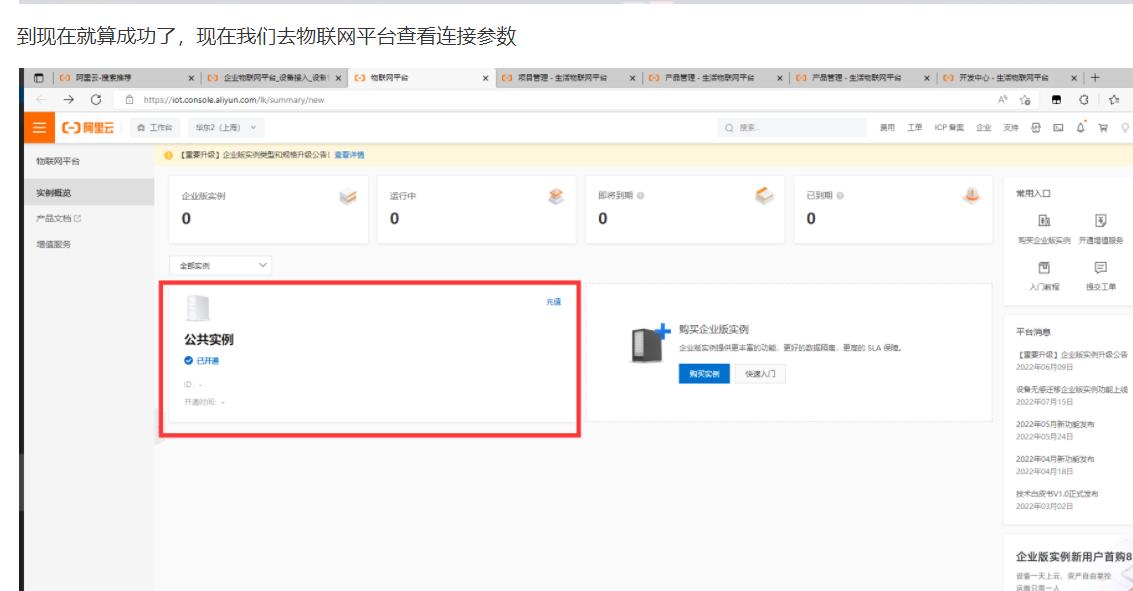 到现在就算成功了，现在我们去物联网平台查看连接参数
阿里云-搜索推荐
企业物联网平台_设备接入_设备
物联网平台
项目管理 - 生活物联网平台
产品管理 - 生活物联网平台
产品管理 - 生活物联网平台
开发中心 - 生活物联网平台
https://iot.console.aliyun.com/lk/summary/new
阿里云
工作台
华东2（上海）
搜索...
费用 工单 ICP 备案 企业 支持
物联网平台
【重要升级】企业版实例类型和规格升级公告！查看详情
实例概览
产品文档
增值服务
企业版实例
0
运行中
0
即将到期
0
已到期
0
全部实例
公共实例
充值
已开通
ID: -
开通时间: -
购买企业版实例
企业版实例提供更丰富的功能、更好的数据隔离、更高的 SLA 保障。
购买实例 快速入门
常用入口
购买企业版实例 开通增值服务
入门教程 提交工单
平台消息
【重要升级】企业版实例升级公告
2022年06月09日
设备无感迁移企业版实例功能上线
2022年07月15日
2022年05月新功能发布
2022年05月24日
2022年04月新功能发布
2022年04月18日
技术白皮书V1.0正式发布
2022年03月02日
企业版实例新用户首购8
设备一天上云，资产自由掌控
运维只需一人